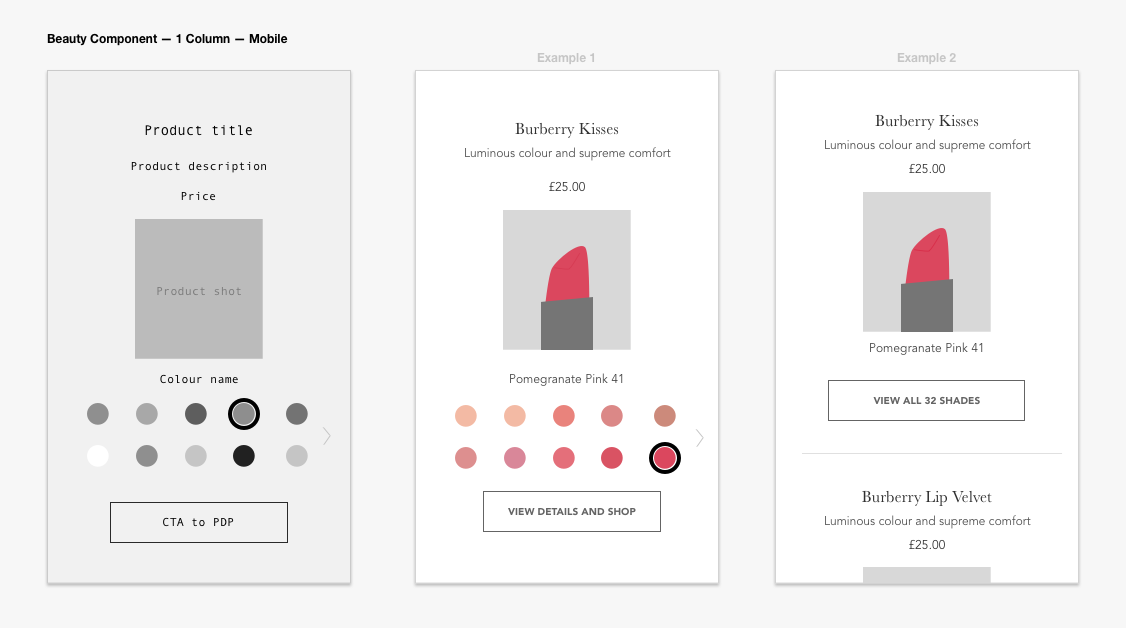 Beauty Component — 1 Column — Mobile
Product title
Product description
Price
Product shot
Colour name
CTA to PDP
Example 1
Burberry Kisses
Luminous colour and supreme comfort
£25.00
Pomegranate Pink 41
VIEW DETAILS AND SHOP
Example 2
Burberry Kisses
Luminous colour and supreme comfort
£25.00
Pomegranate Pink 41
VIEW ALL 32 SHADES
Burberry Lip Velvet
Luminous colour and supreme comfort
£25.00